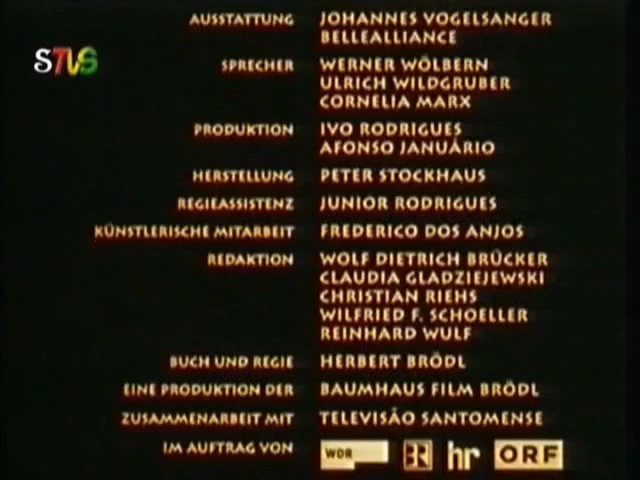 AUSSTATTUNG JOHANNES VOGELSANGER
BELLEALLIANCE
STVS
SPRECHER WERNER WÖLBERN
ULRICH WILDGRUBER
CORNELIA MARX
PRODUKTION IVO RODRIGUES
AFONSO JANUÁRIO
HERSTELLUNG PETER STOCKHAUS
REGIEASSISTENZ JUNIOR RODRIGUES
KÜNSTLERISCHE MITARBEIT FREDERICO DOS ANJOS
REDAKTION WOLF DIETRICH BRÜCKER
CLAUDIA GLADZIEJEWSKI
CHRISTIAN RIEHS
WILFRIED F. SCHOELLER
REINHARD WULF
BUCH UND REGIE HERBERT BRÖDL
EINE PRODUKTION DER BAUMHAUS FILM BRÖDL
ZUSAMMENARBEIT MIT TELEVISÃO SANTOMENSE
IM AUFTRAG VON WDR BR hr ORF